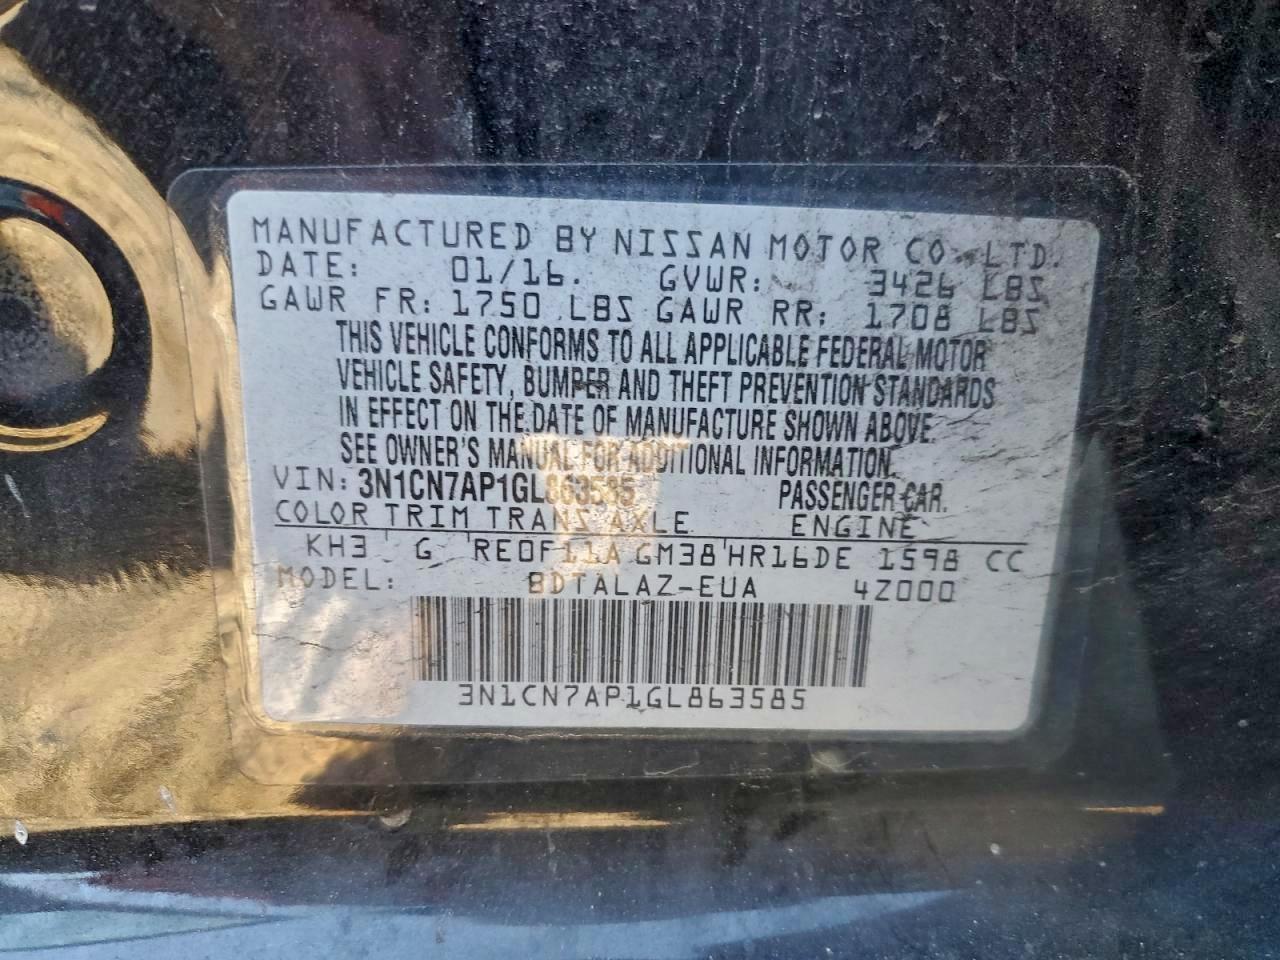 MANUFACTURED BY NISSAN MOTOR CO., LTD.
DATE: 01/16. GVWR: 3426 LBS
GAWR FR: 1750 LBS GAWR RR: 1708 LBS
THIS VEHICLE CONFORMS TO ALL APPLICABLE FEDERAL MOTOR
VEHICLE SAFETY, BUMPER AND THEFT PREVENTION STANDARDS
IN EFFECT ON THE DATE OF MANUFACTURE SHOWN ABOVE.
SEE OWNER'S MANUAL FOR ADDITIONAL INFORMATION.
VIN: 3N1CN7AP1GL863585 PASSENGER CAR.
COLOR TRIM TRANS AXLE ENGINE
KH3 G RE0F11A GM38 HR16DE 1598 CC
MODEL: BDTALAZ-EUA 4Z000
3N1CN7AP1GL863585